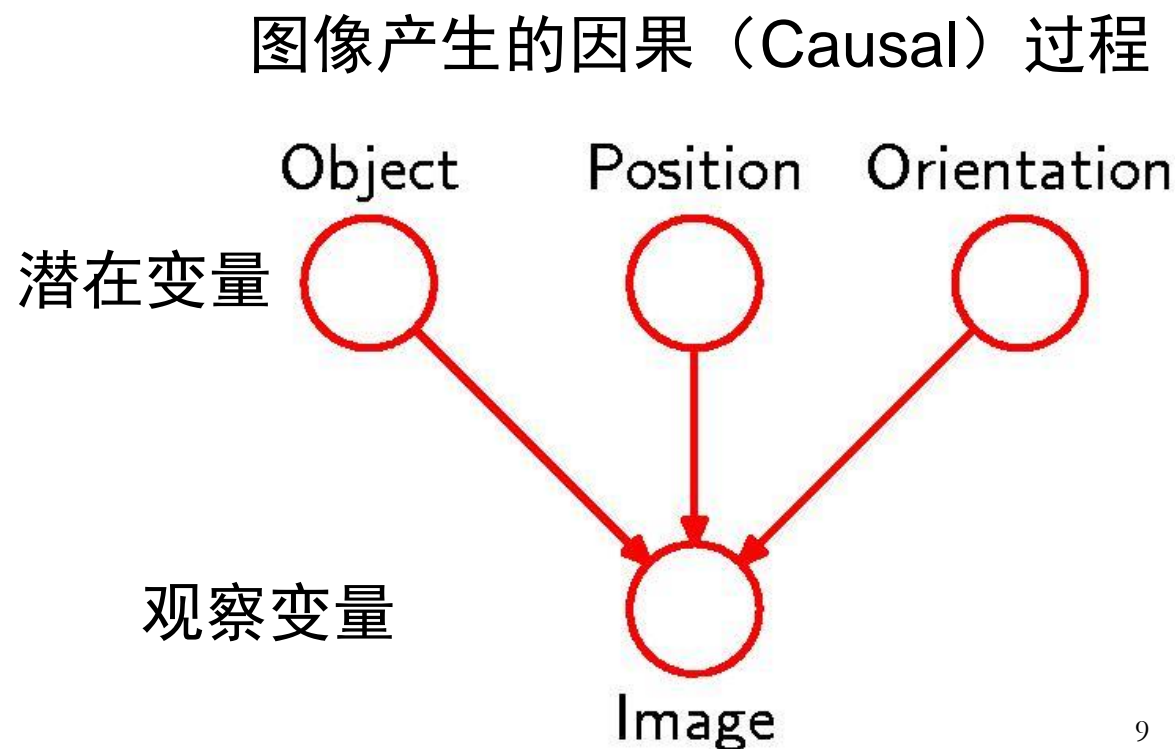 图像产生的因果（Causal）过程
Object Position Orientation
潜在变量
观察变量
Image
9